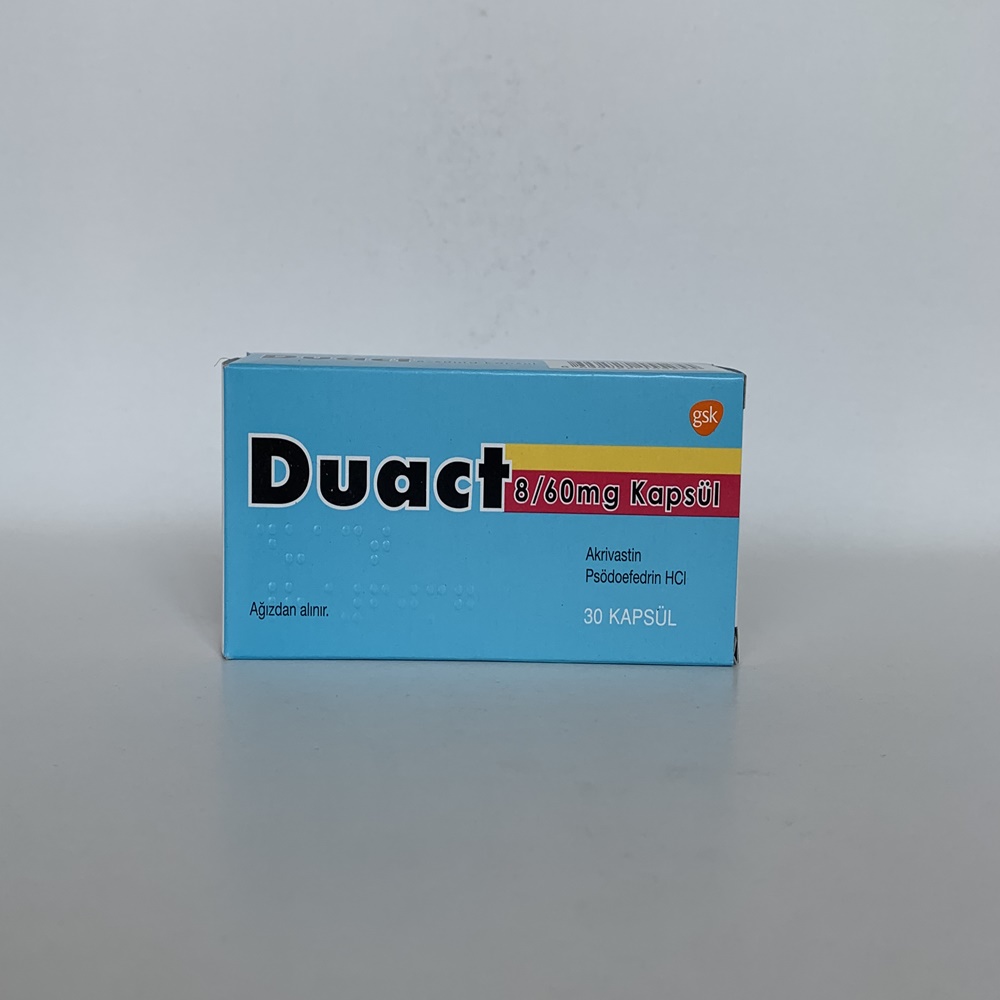 gsk
Duact 8/60mg Kapsül
Akrivastin
Psödoefedrin HCl
Ağızdan alınır.
30 KAPSÜL